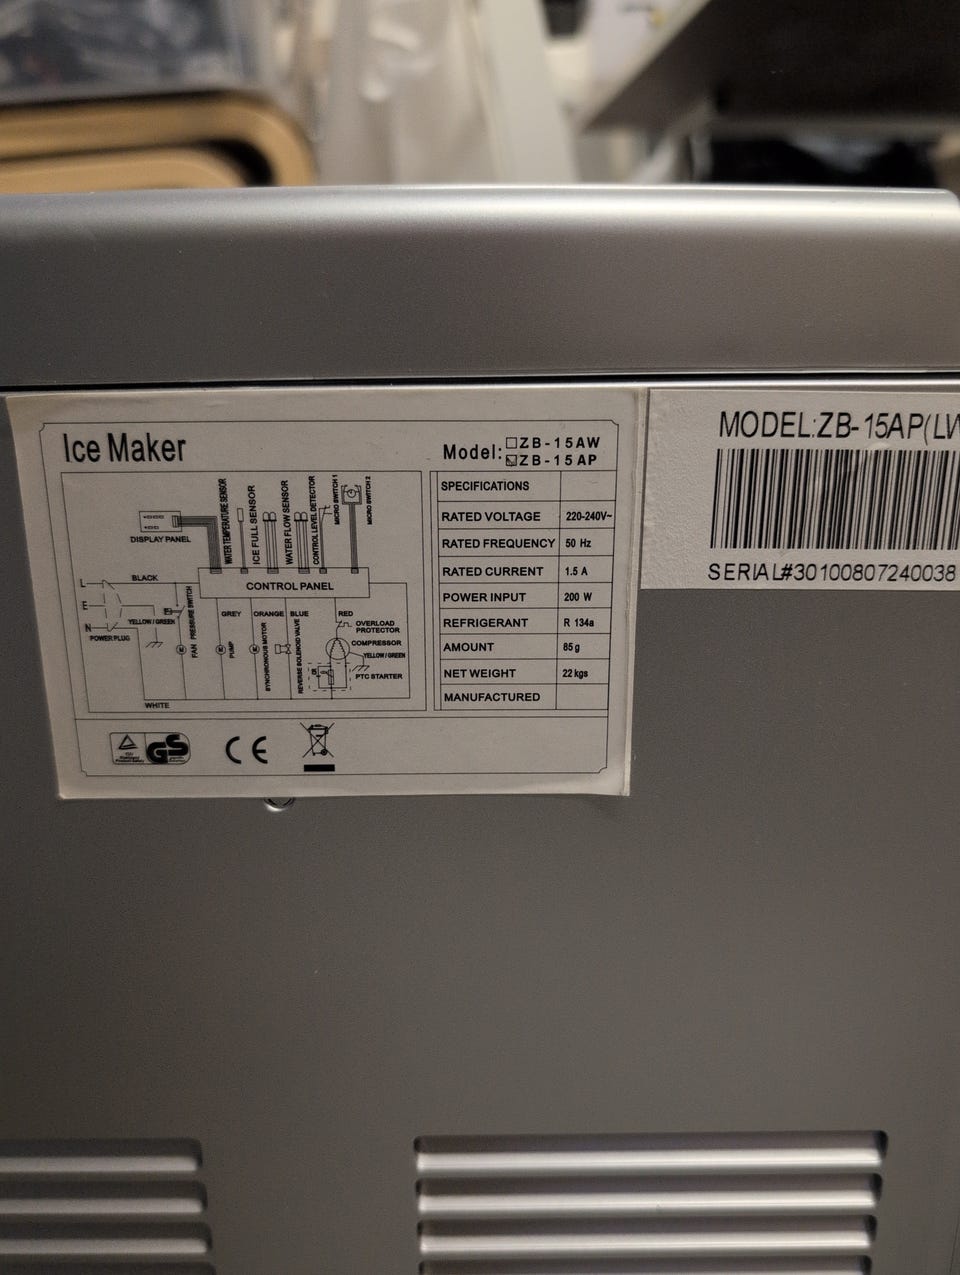 Ice Maker
Model: ZB-15AW
ZB-15AP
WATER TEMPERATURE SENSOR
ICE FULL SENSOR
WATER FLOW SENSOR
CONTROL LEVEL DETECTOR
MICRO SWITCH 1
MICRO SWITCH 2
DISPLAY PANEL
CONTROL PANEL
L
BLACK
E
YELLOW / GREEN
N
POWER PLUG
PRESSURE SWITCH
FAN
M
GREY
PUMP
M
ORANGE
SYNCHRONOUS MOTOR
M
BLUE
REVERSE SOLENOID VALVE
RED
OVERLOAD
PROTECTOR
COMPRESSOR
YELLOW / GREEN
PTC STARTER
WHITE
SPECIFICATIONS
RATED VOLTAGE 220-240V~
RATED FREQUENCY 50 Hz
RATED CURRENT 1.5 A
POWER INPUT 200 W
REFRIGERANT R 134a
AMOUNT 85g
NET WEIGHT 22 kgs
MANUFACTURED
GS
CE
MODEL:ZB-15AP(LW
SERIAL#30100807240038